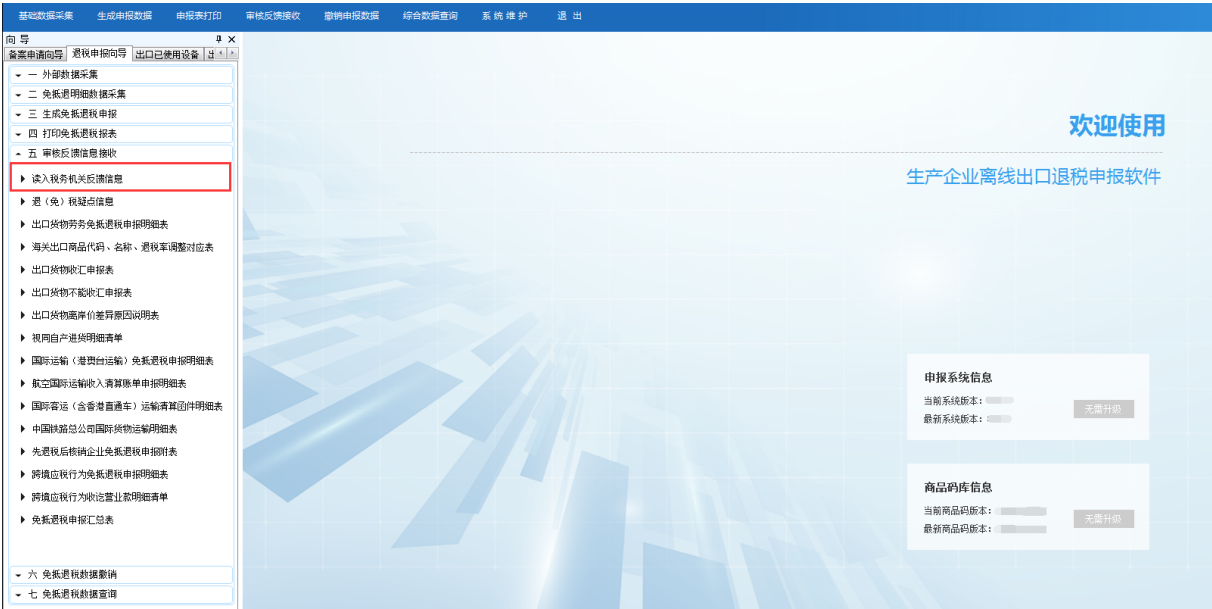 基础数据采集 生成申报数据 申报表打印 审核反馈接收 撤销申报数据 综合数据查询 系统维护 退出
向导
备案申请向导 退税申报向导 出口已使用设备
一 外部数据采集
二 免抵退明细数据采集
三 生成免抵退税申报
四 打印免抵退税报表
五 审核反馈信息接收
读入税务机关反馈信息
退（免）税疑点信息
出口货物劳务免抵退税申报明细表
海关出口商品代码、名称、退税率调整对应表
出口货物收汇申报表
出口货物不能收汇申报表
出口货物离岸价差异原因说明表
视同自产进货明细清单
国际运输（港澳台运输）免抵退税申报明细表
航空国际运输收入清算账单申报明细表
国际客运（含香港直通车）运输清算函件明细表
中国铁路总公司国际货物运输明细表
先退税后核销企业免抵退税申报附表
跨境应税行为免抵退税申报明细表
跨境应税行为收讫营业款明细清单
免抵退税申报汇总表
六 免抵退税数据撤销
七 免抵退税数据查询
欢迎使用
生产企业离线出口退税申报软件
申报系统信息
当前系统版本：
无需升级
最新系统版本：
商品码库信息
当前商品码版本：
无需升级
最新商品码版本：